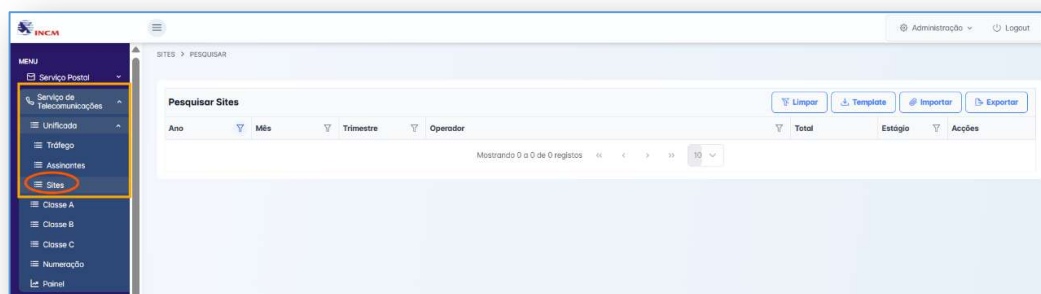 INCM
Administração
Logout
MENU
Serviço Postal
Serviço de
Telecomunicações
Unificada
Tráfego
Assinantes
Sites
Classe A
Classe B
Classe C
Numeração
Painel
SITES > PESQUISAR
Pesquisar Sites
Limpar Template Importar Exportar
Ano Mês Trimestre Operador Total Estágio Acções
Mostrando 0 a 0 de 0 registos « < > » 10